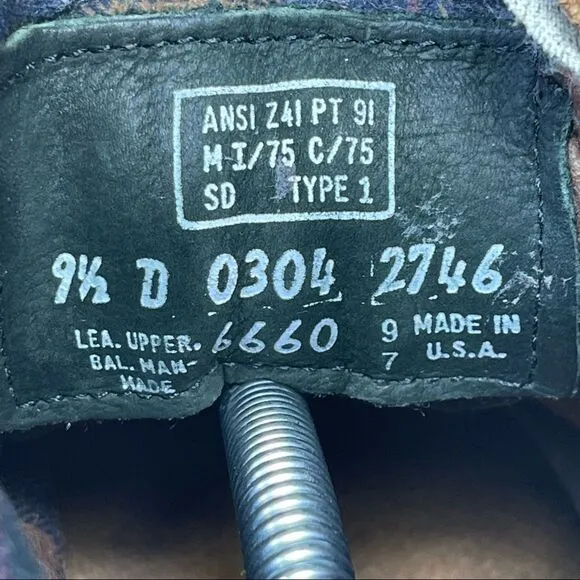 ANSI Z41 PT 91
M I/75 C/75
SD TYPE 1
9½ D 0304 2746
LEA. UPPER. 6660 9 MADE IN
BAL. MAN- 7 U.S.A.
MADE